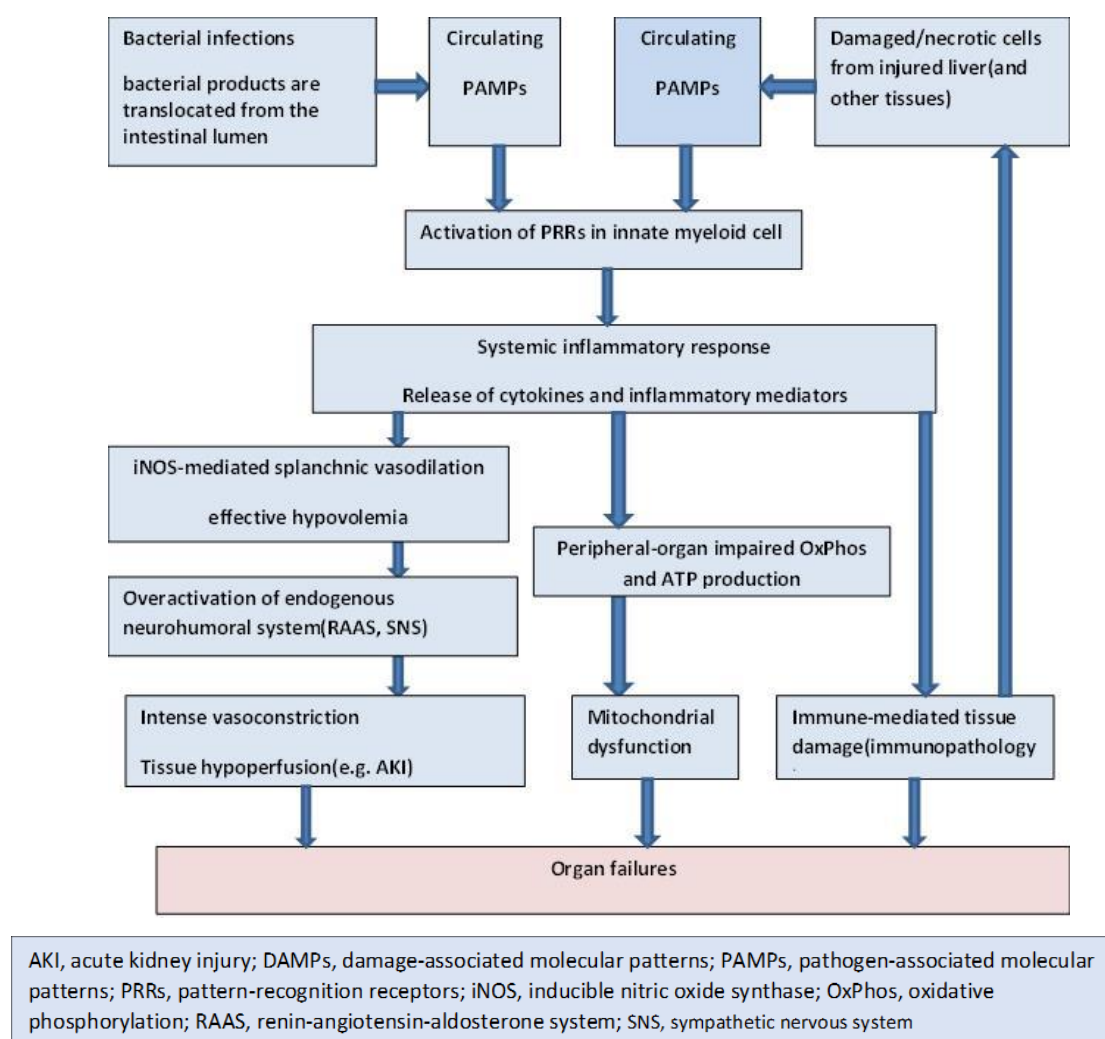 Bacterial infections
bacterial products are
translocated from the
intestinal lumen
Circulating
PAMPs
Circulating
PAMPs
Damaged/necrotic cells
from injured liver(and
other tissues)
Activation of PRRs in innate myeloid cell
Systemic inflammatory response
Release of cytokines and inflammatory mediators
iNOS-mediated splanchnic vasodilation
effective hypovolemia
Peripheral-organ impaired OxPhos
and ATP production
Overactivation of endogenous
neurohumoral system(RAAS, SNS)
Intense vasoconstriction
Tissue hypoperfusion(e.g. AKI)
Mitochondrial
dysfunction
Immune-mediated tissue
damage(immunopathology
Organ failures
AKI, acute kidney injury; DAMPs, damage-associated molecular patterns; PAMPs, pathogen-associated molecular
patterns; PRRs, pattern-recognition receptors; iNOS, inducible nitric oxide synthase; OxPhos, oxidative
phosphorylation; RAAS, renin-angiotensin-aldosterone system; SNS, sympathetic nervous system